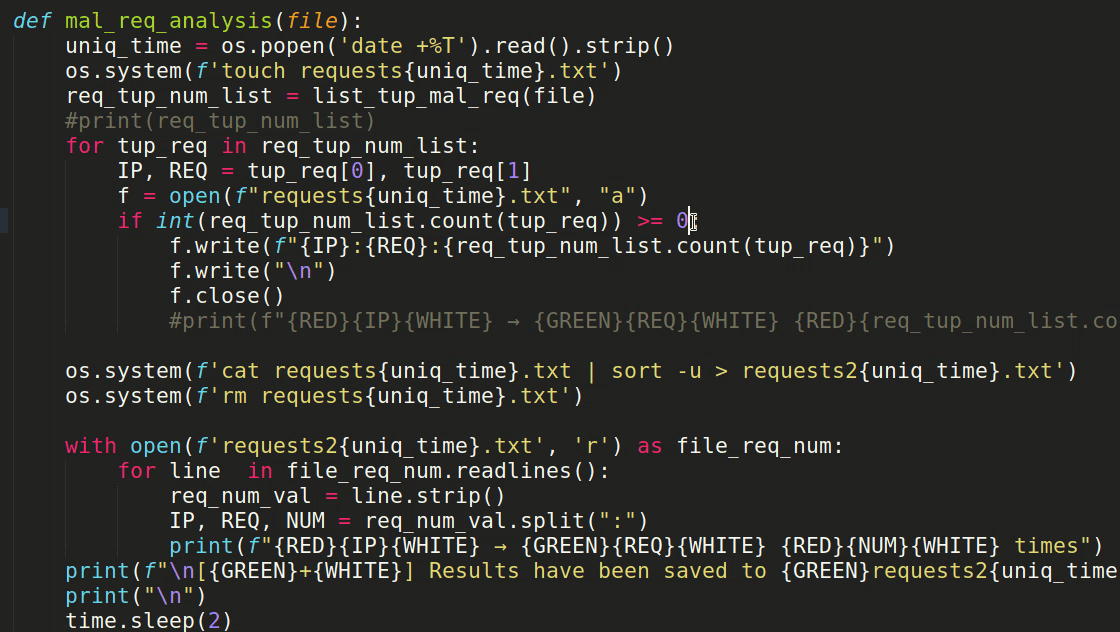 def mal_req_analysis(file):
    uniq_time = os.popen('date +%T').read().strip()
    os.system(f'touch requests{uniq_time}.txt')
    req_tup_num_list = list_tup_mal_req(file)
    #print(req_tup_num_list)
    for tup_req in req_tup_num_list:
        IP, REQ = tup_req[0], tup_req[1]
        f = open(f"requests{uniq_time}.txt", "a")
        if int(req_tup_num_list.count(tup_req)) >= 0
            f.write(f"{IP}:{REQ}:{req_tup_num_list.count(tup_req)}")
            f.write("\n")
            f.close()
            #print(f"{RED}{IP}{WHITE} → {GREEN}{REQ}{WHITE} {RED}{req_tup_num_list.co

    os.system(f'cat requests{uniq_time}.txt | sort -u > requests2{uniq_time}.txt')
    os.system(f'rm requests{uniq_time}.txt')

    with open(f'requests2{uniq_time}.txt', 'r') as file_req_num:
        for line  in file_req_num.readlines():
            req_num_val = line.strip()
            IP, REQ, NUM = req_num_val.split(":")
            print(f"{RED}{IP}{WHITE} → {GREEN}{REQ}{WHITE} {RED}{NUM}{WHITE} times")
    print(f"\n[{GREEN}+{WHITE}] Results have been saved to {GREEN}requests2{uniq_time
    print("\n")
    time.sleep(2)